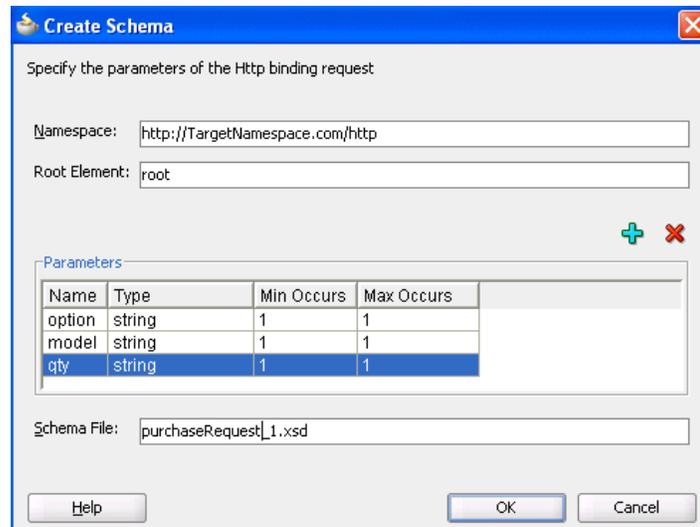 Create Schema
Specify the parameters of the Http binding request
Namespace: http://TargetNamespace.com/http
Root Element: root
Parameters
Name Type Min Occurs Max Occurs
option string 1 1
model string 1 1
qty string 1 1
Schema File: purchaseRequest_1.xsd
Help OK Cancel